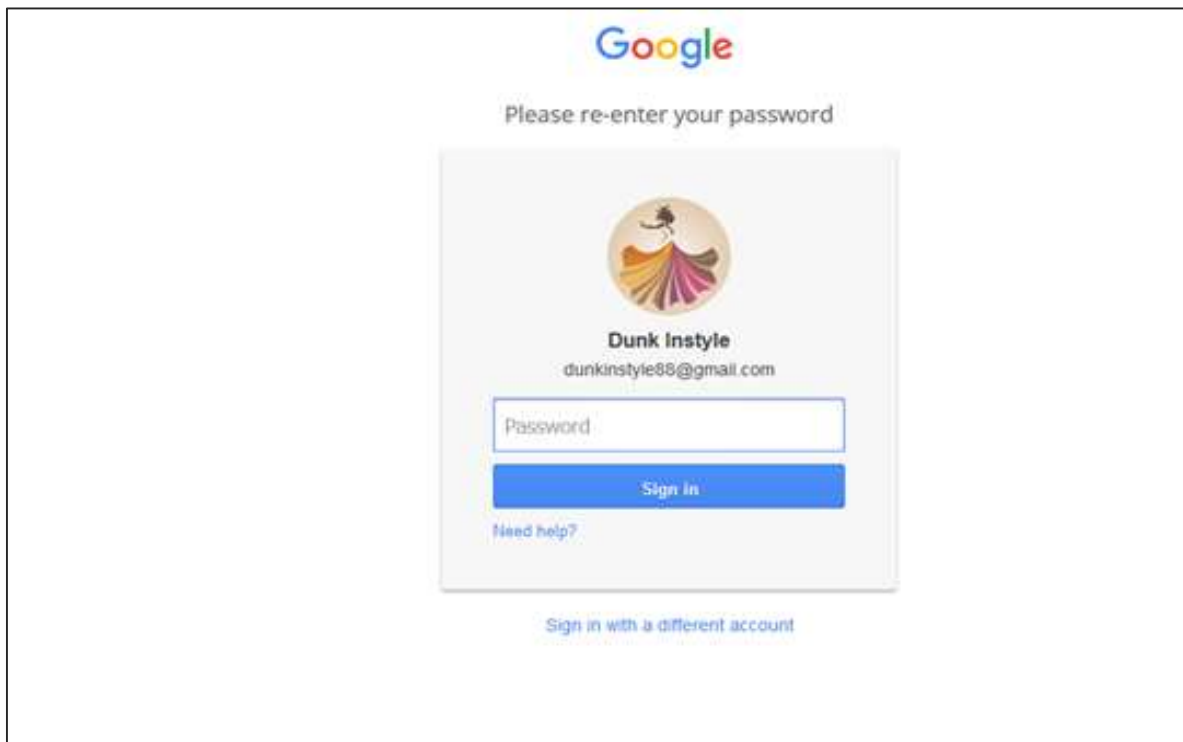 Google
Please re-enter your password
Dunk Instyle
dunkinstyle88@gmail.com
Password
Sign in
Need help?
Sign in with a different account